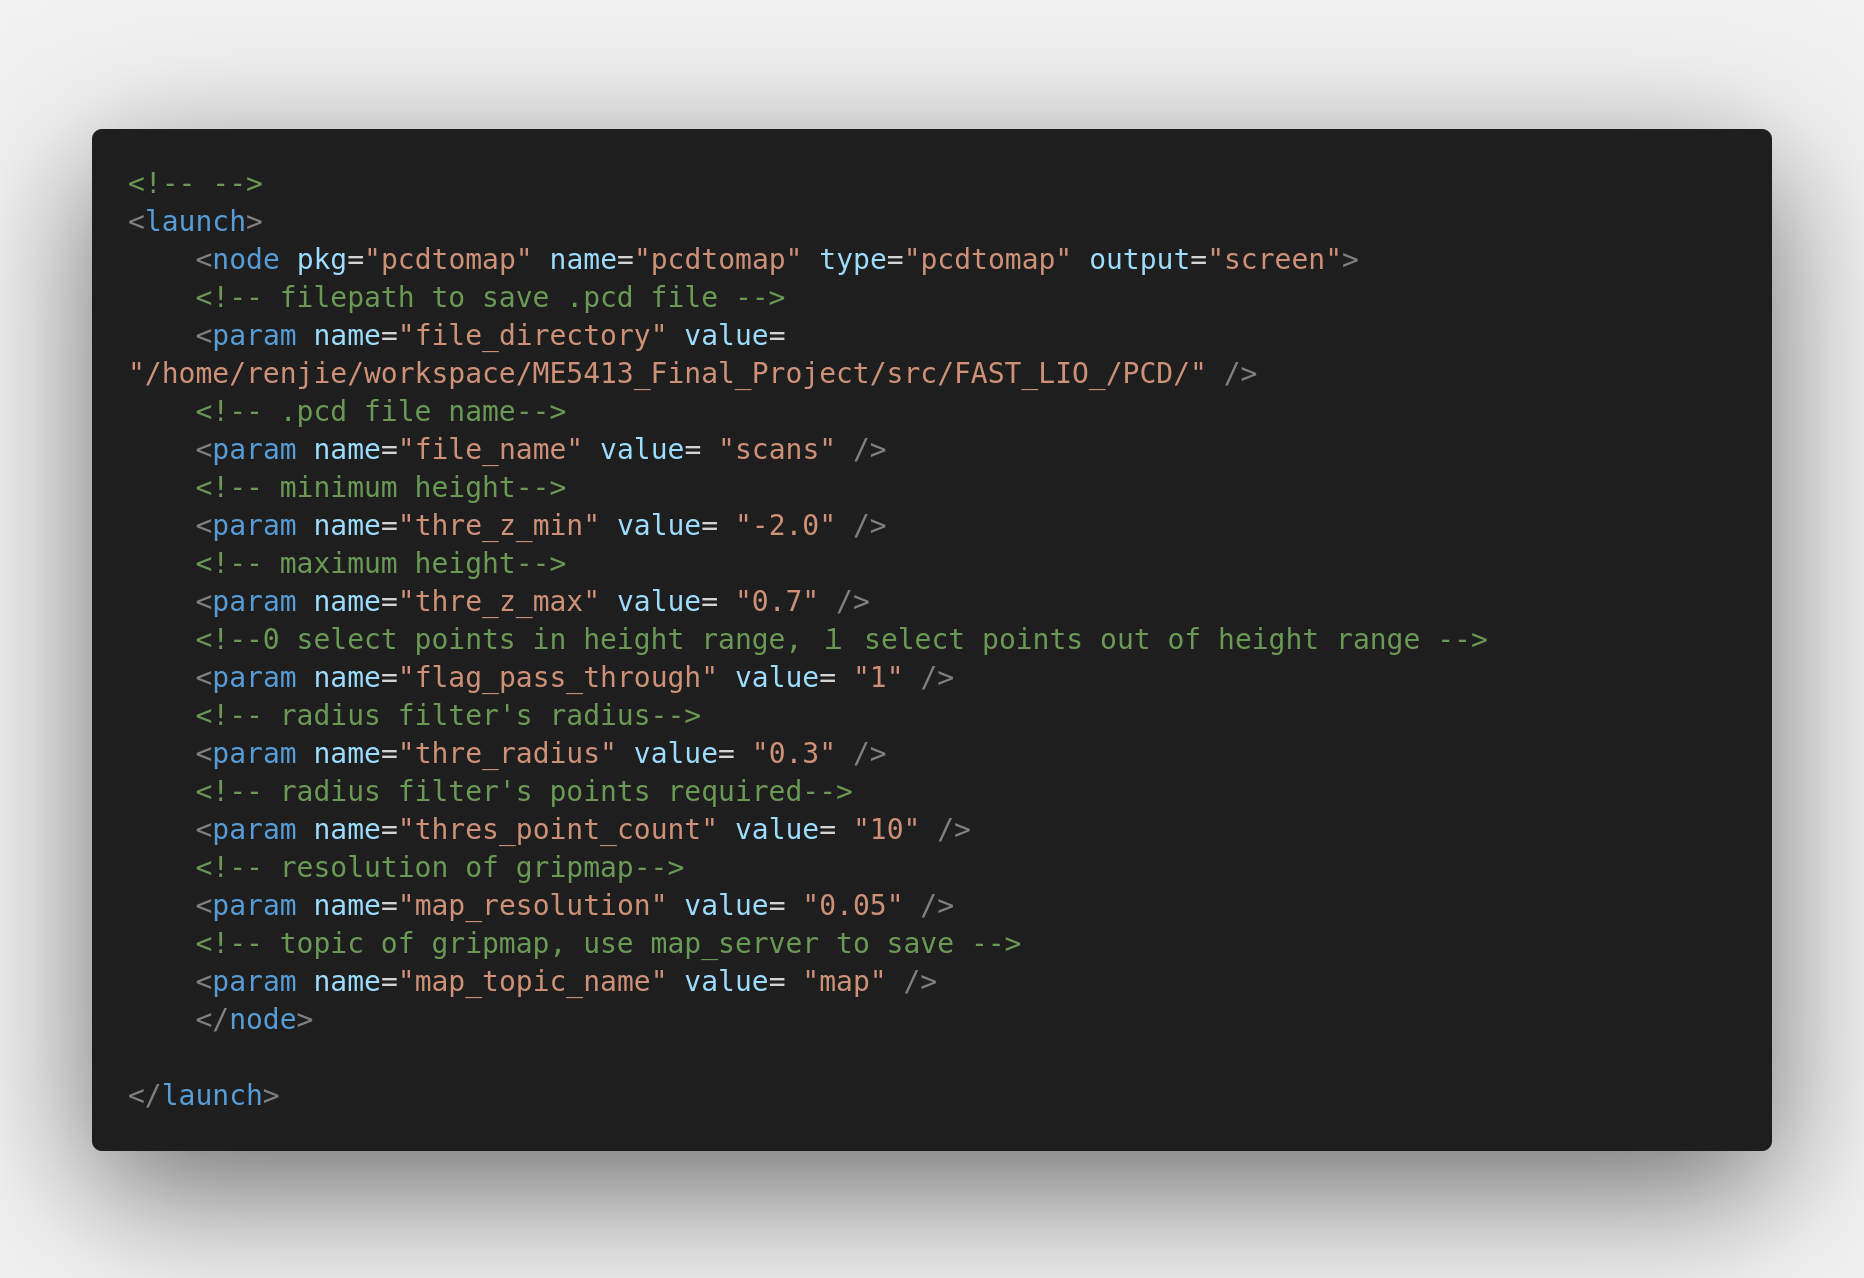 <!-- -->
<launch>
    <node pkg="pcdtomap" name="pcdtomap" type="pcdtomap" output="screen">
    <!-- filepath to save .pcd file -->
    <param name="file_directory" value=
"/home/renjie/workspace/ME5413_Final_Project/src/FAST_LIO_/PCD/" />
    <!-- .pcd file name-->
    <param name="file_name" value= "scans" />
    <!-- minimum height-->
    <param name="thre_z_min" value= "-2.0" />
    <!-- maximum height-->
    <param name="thre_z_max" value= "0.7" />
    <!--0 select points in height range, １ select points out of height range -->
    <param name="flag_pass_through" value= "1" />
    <!-- radius filter's radius-->
    <param name="thre_radius" value= "0.3" />
    <!-- radius filter's points required-->
    <param name="thres_point_count" value= "10" />
    <!-- resolution of gripmap-->
    <param name="map_resolution" value= "0.05" />
    <!-- topic of gripmap, use map_server to save -->
    <param name="map_topic_name" value= "map" />
    </node>

</launch>